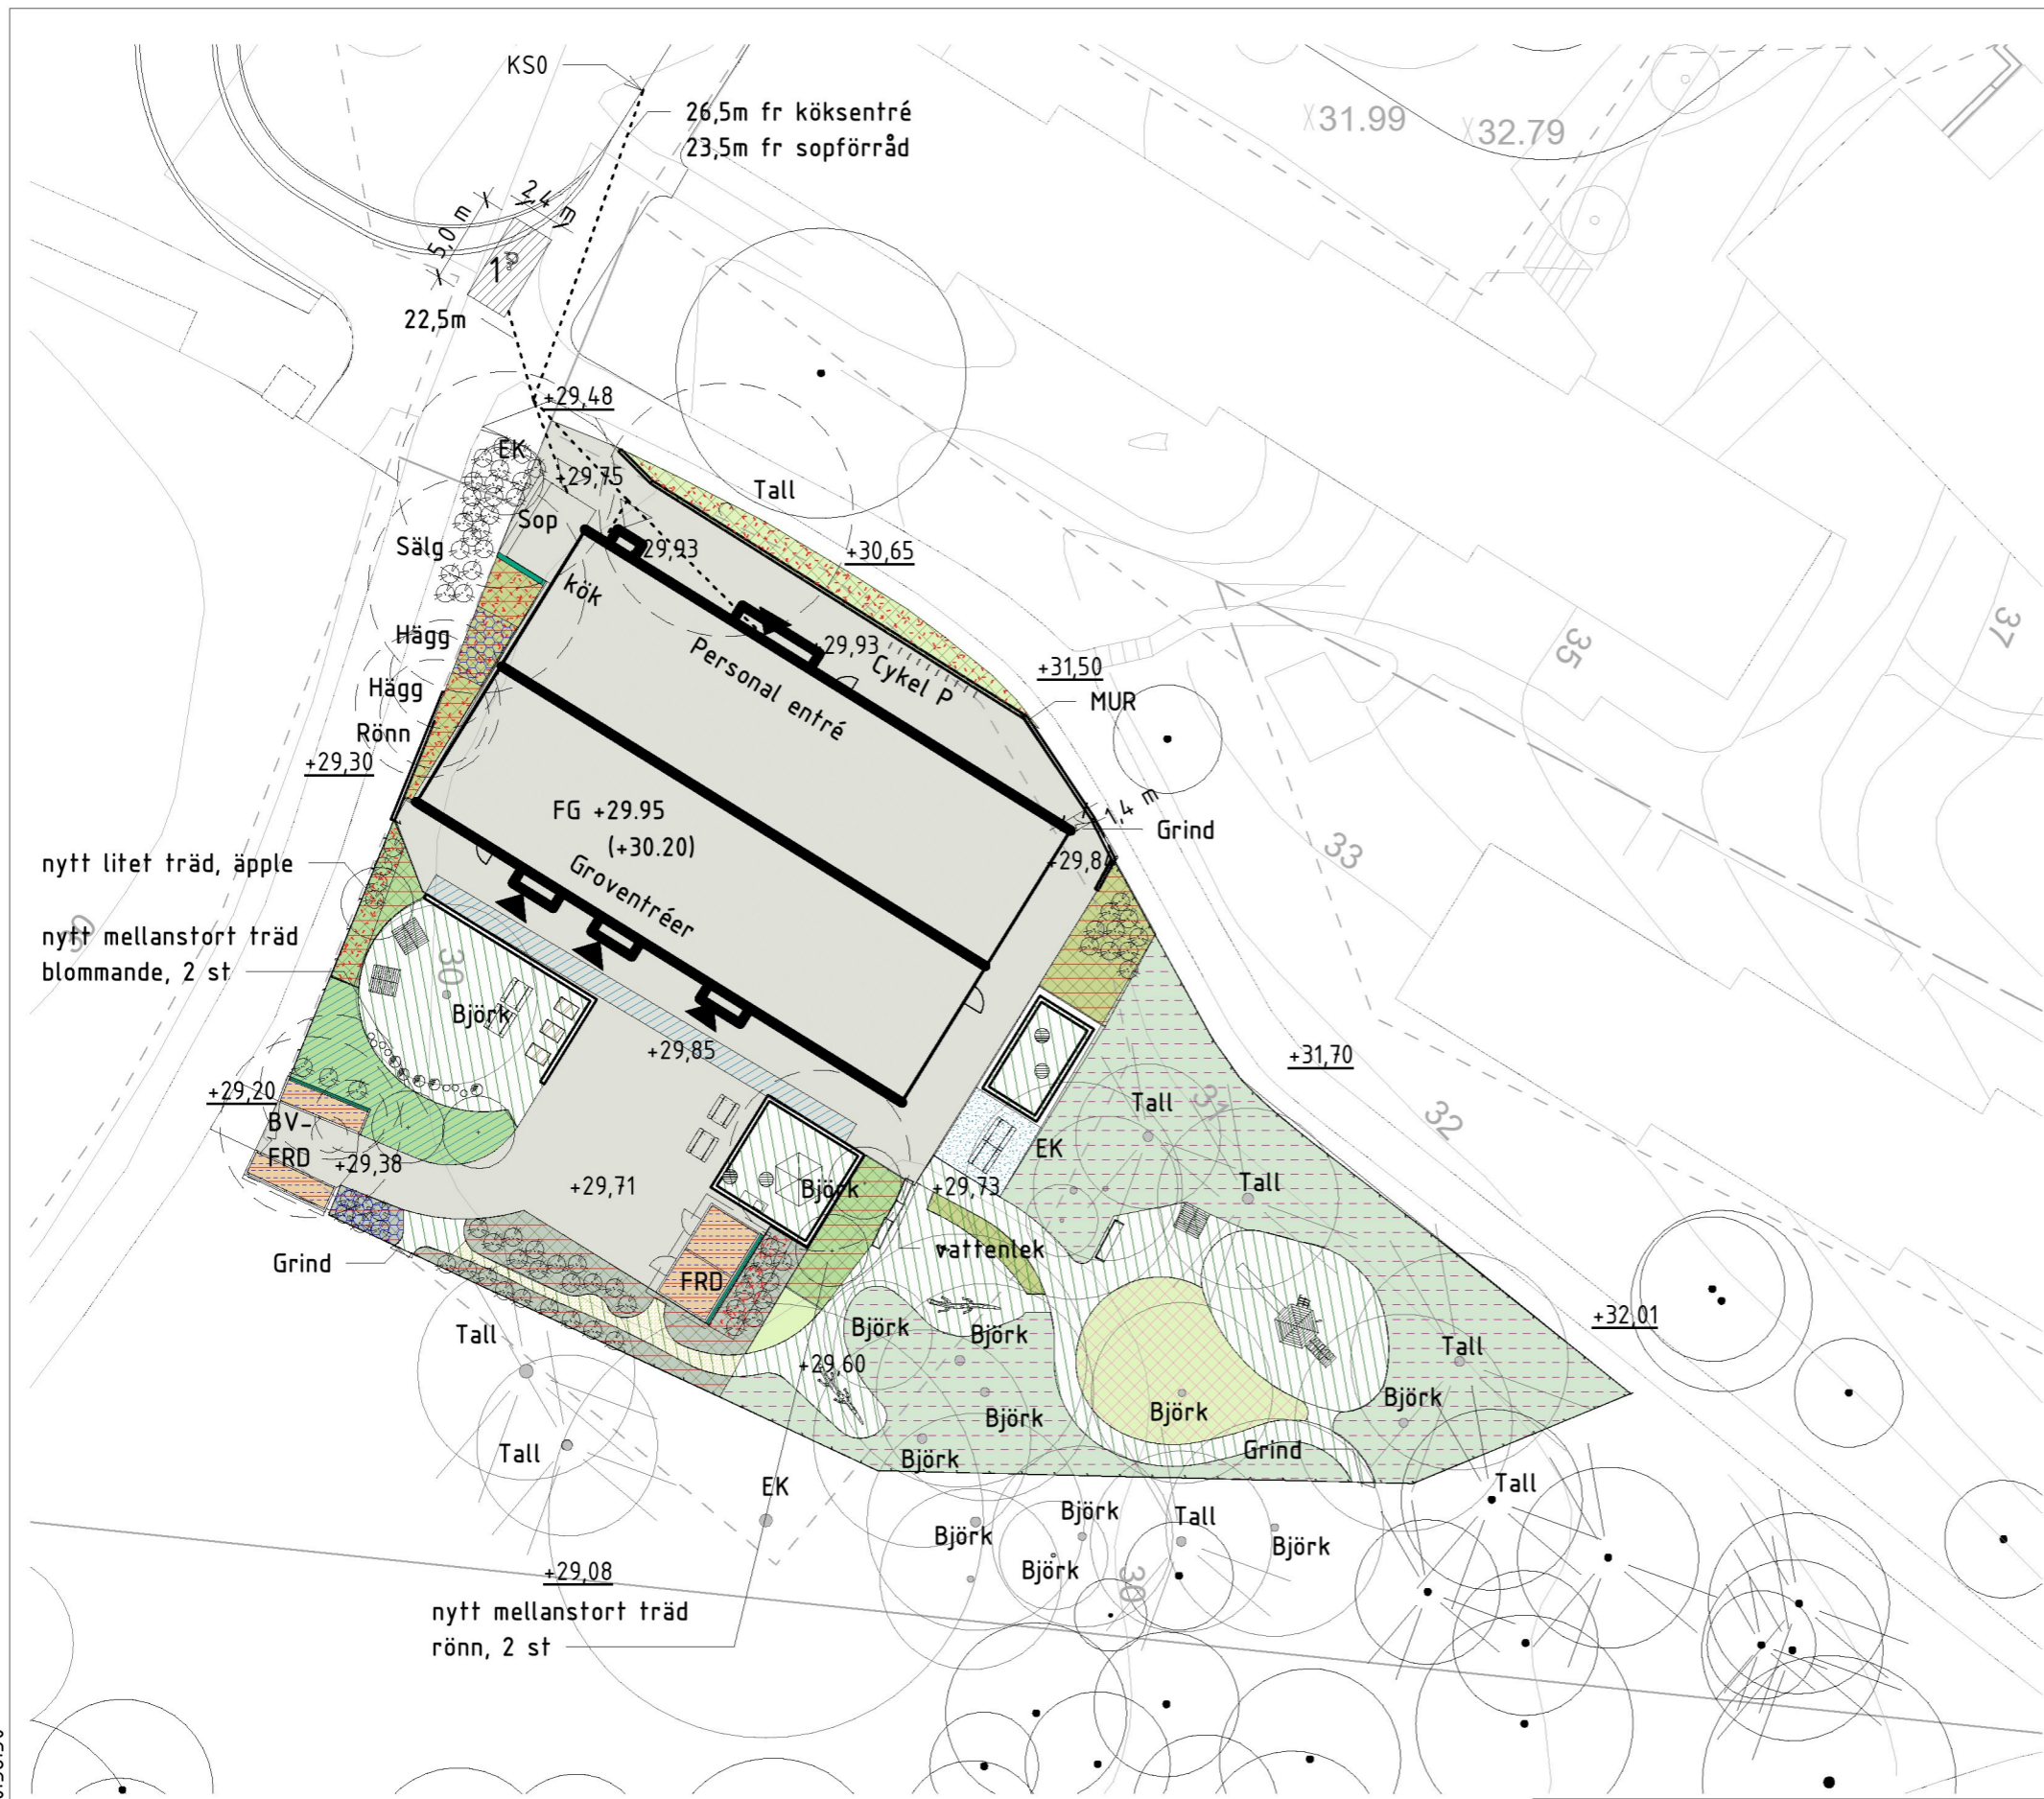 KS0
26,5m fr köksentré
23,5m fr sopförråd
X31.99
X32.79
2,4 m
5,0 m
1
22,5m
+29,48
EK
+29,75
Tall
Sop
Sälg
29,93
+30,65
kök
37
Hägg
35
+29,93
Personal entré
Cykel P
+31,50
Hägg
MUR
Rönn
+29,30
FG +29.95
(+30.20)
1,4 m
Grind
33
nytt litet träd, äpple
Groventréer
+29,84
nytt mellanstort träd
blommande, 2 st
30
30
Björk
+29,85
+31,70
+29,20
BV-
FRD
+29,38
31
32
Tall
EK
+29,71
Björk
+29,73
Tall
Grind
vattenlek
FRD
Tall
Björk
Björk
+32,01
+29,60
Tall
Björk
Björk
Björk
Tall
Björk
Grind
EK
Tall
Björk
Björk
Tall
Björk
Björk
30
+29,08
nytt mellanstort träd
rönn, 2 st